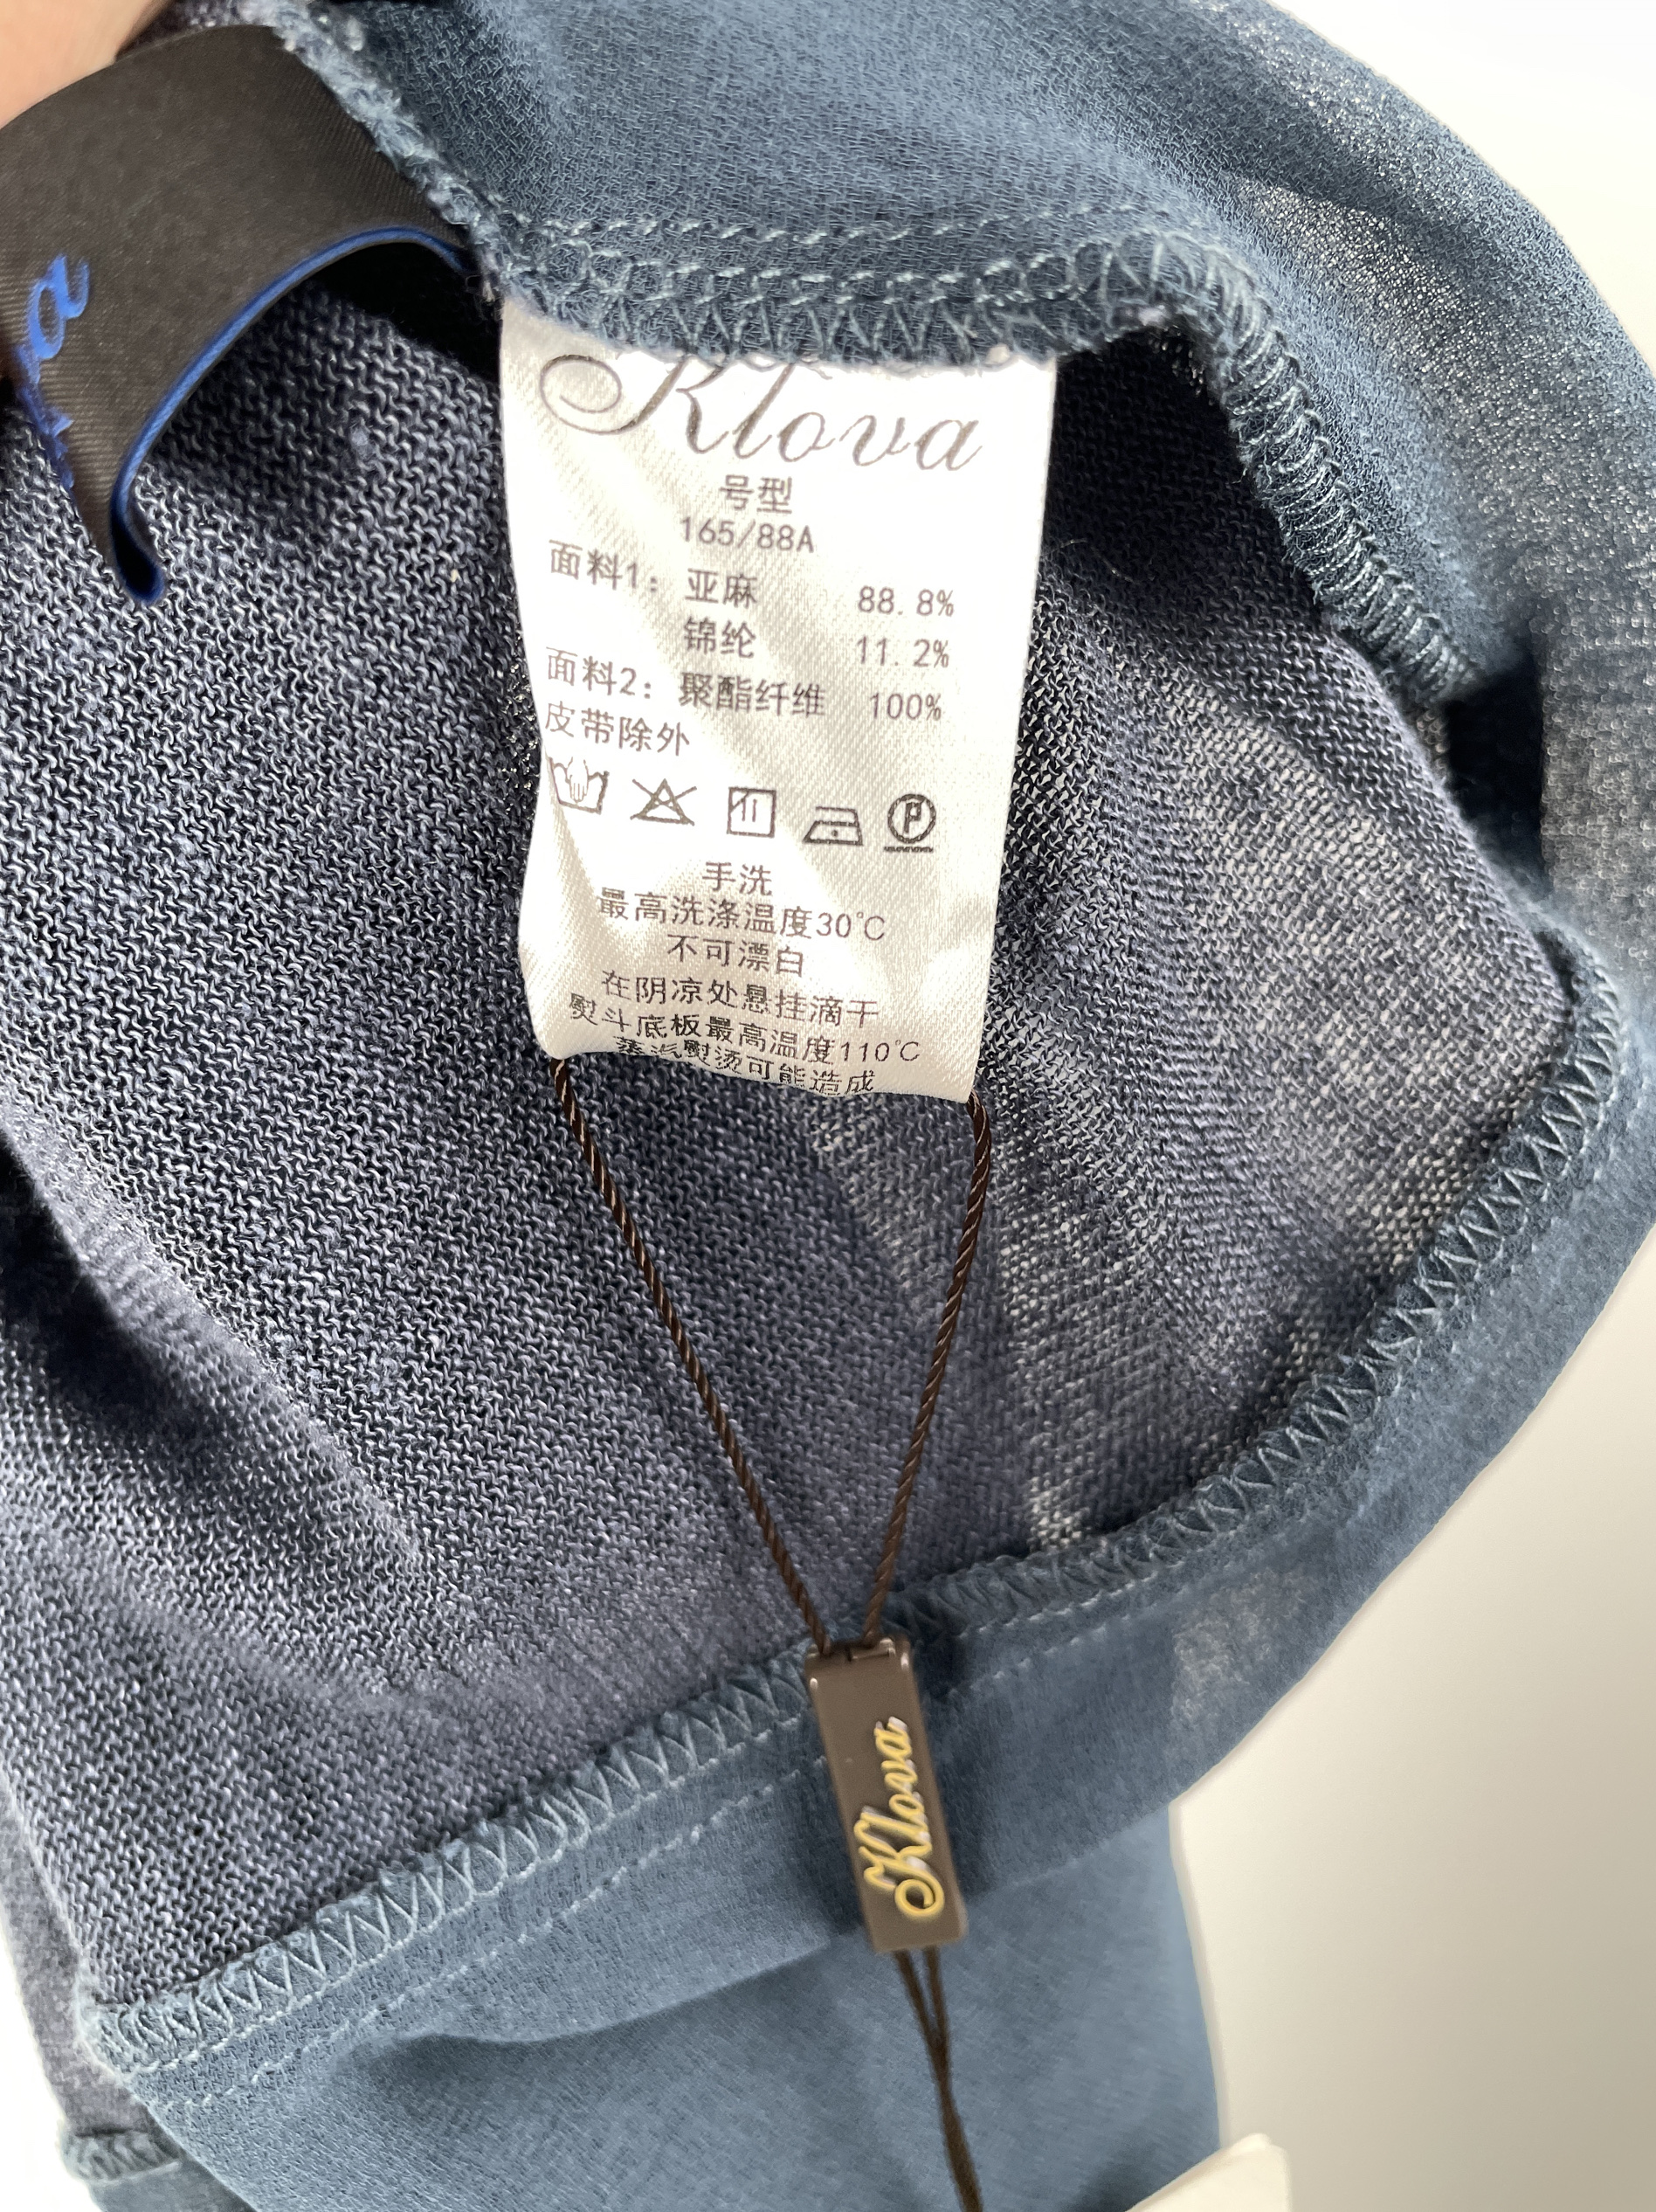 Klova
号型
165/88A
面料1: 亚麻 88.8%
锦纶 11.2%
面料2: 聚酯纤维 100%
皮带除外
P
手洗
最高洗涤温度30℃
不可漂白
在阴凉处悬挂滴干
熨斗底板最高温度110℃
蒸汽熨烫可能造成
Klova